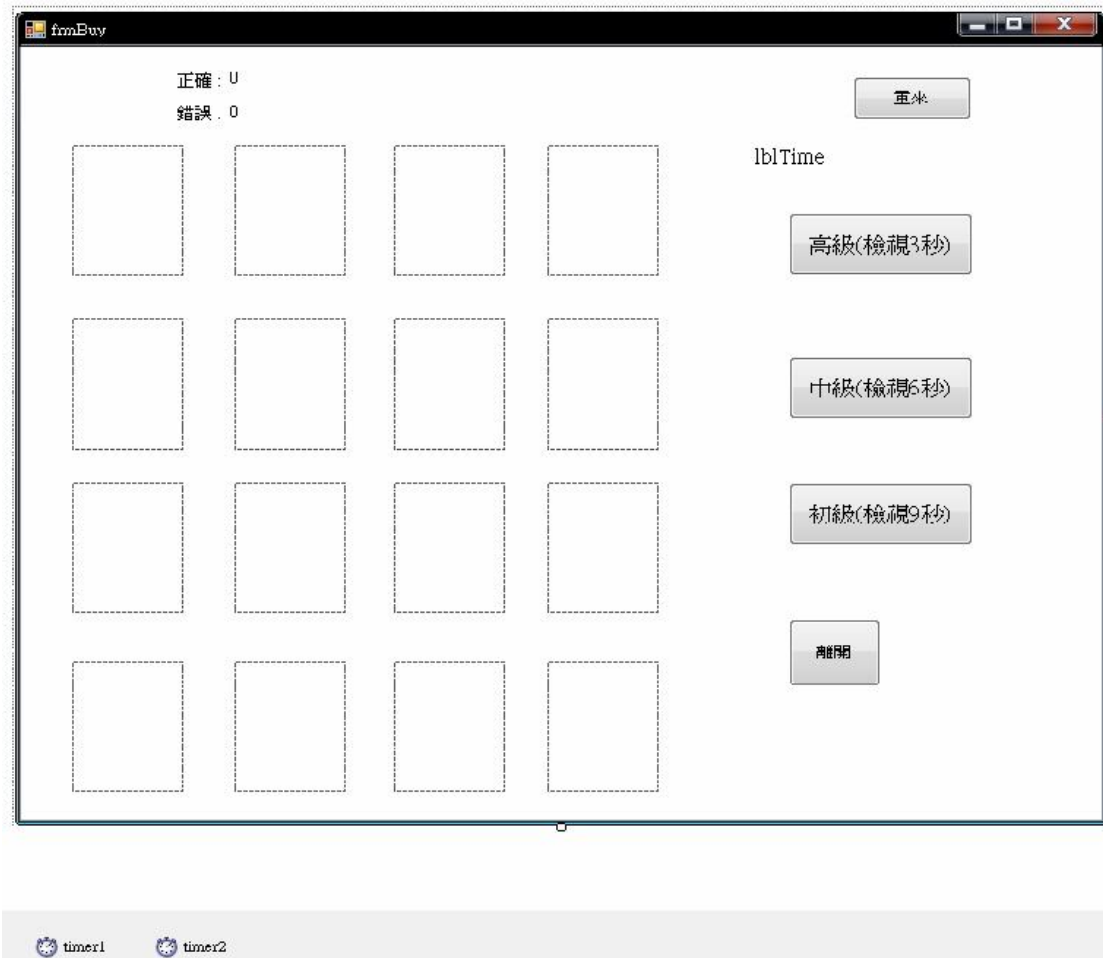 frmBuy
正確 : 0
錯誤 . 0
重來
lblTime
高級(檢視3秒)
中級(檢視6秒)
初級(檢視9秒)
離開
timer1
timer2